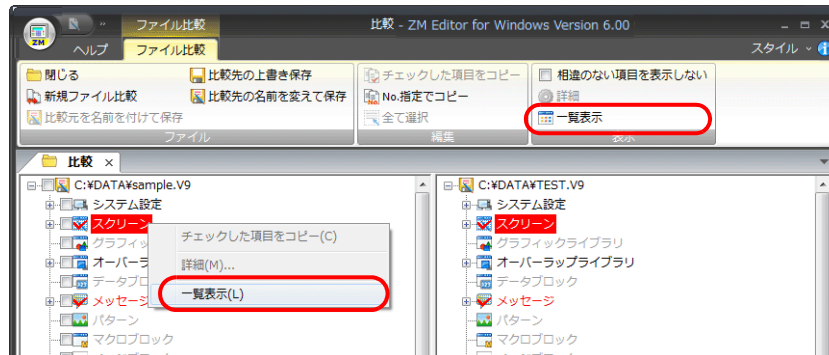 ファイル比較
比較 - ZM Editor for Windows Version 6.00
ZM
ヘルプ
ファイル比較
スタイル
閉じる
比較先の上書き保存
チェックした項目をコピー
相違のない項目を表示しない
新規ファイル比較
比較先の名前を変えて保存
No.指定でコピー
詳細
比較元を名前を付けて保存
全て選択
一覧表示
ファイル
編集
表示
比較 ×
C:¥DATA¥sample.V9
システム設定
スクリーン
グラフィッ
オーバーラ
データブロ
メッセージ
パターン
マクロブロック
チェックした項目をコピー(C)
詳細(M)...
一覧表示(L)
C:¥DATA¥TEST.V9
システム設定
スクリーン
グラフィックライブラリ
オーバーラップライブラリ
データブロック
メッセージ
パターン
マクロブロック